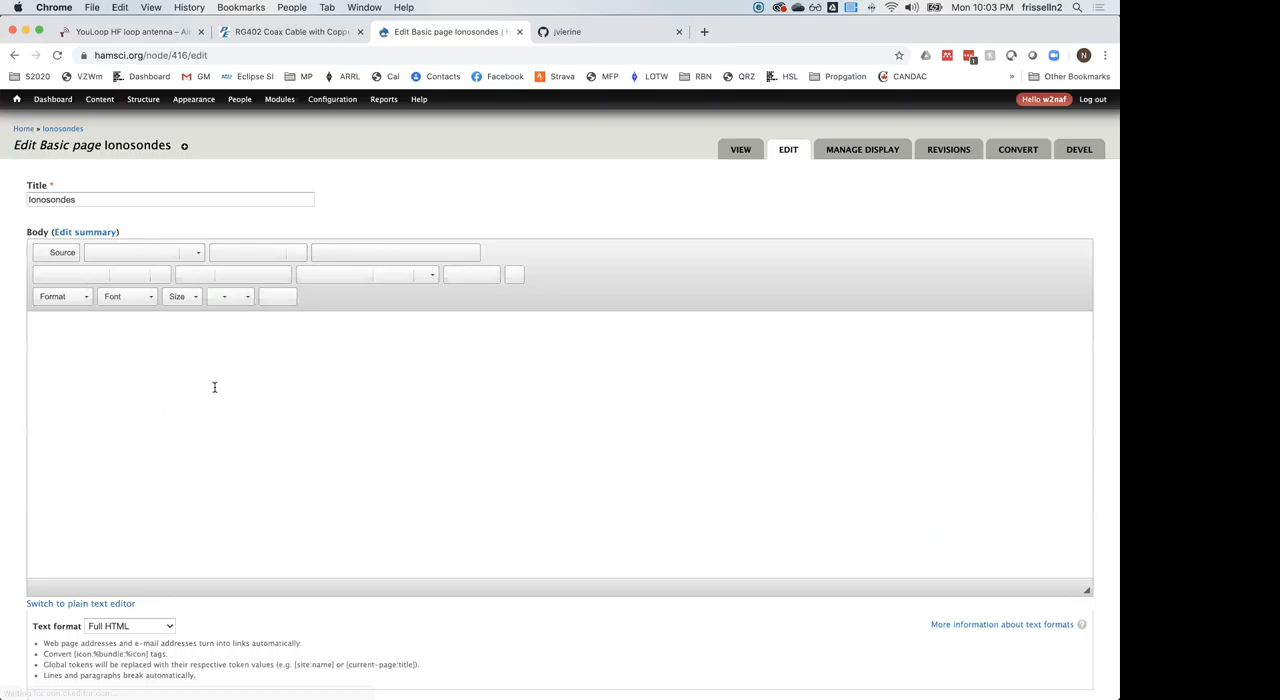 Chrome File Edit View History Bookmarks People Tab Window Help Mon 10:03 PM frisselln2
YouLoop HF loop antenna – Ai RG402 Coax Cable with Coppe Edit Basic page Ionosondes | H jvierine
hamsci.org/node/416/edit
S2020 VZWm Dashboard GM Eclipse SI MP ARRL Cal Contacts Facebook Strava MFP LOTW RBN QRZ HSL Propgation CANDAC » Other Bookmarks
Dashboard Content Structure Appearance People Modules Configuration Reports Help Hello w2naf Log out
Home » Ionosondes
Edit Basic page Ionosondes
VIEW EDIT MANAGE DISPLAY REVISIONS CONVERT DEVEL
Title *
Ionosondes
Body (Edit summary)
Source
Format Font Size
Switch to plain text editor
Text format Full HTML More information about text formats
Web page addresses and e-mail addresses turn into links automatically.
Convert [icon:%bundle:%icon] tags.
Global tokens will be replaced with their respective token values (e.g. [site:name] or [current-page:title]).
Lines and paragraphs break automatically.